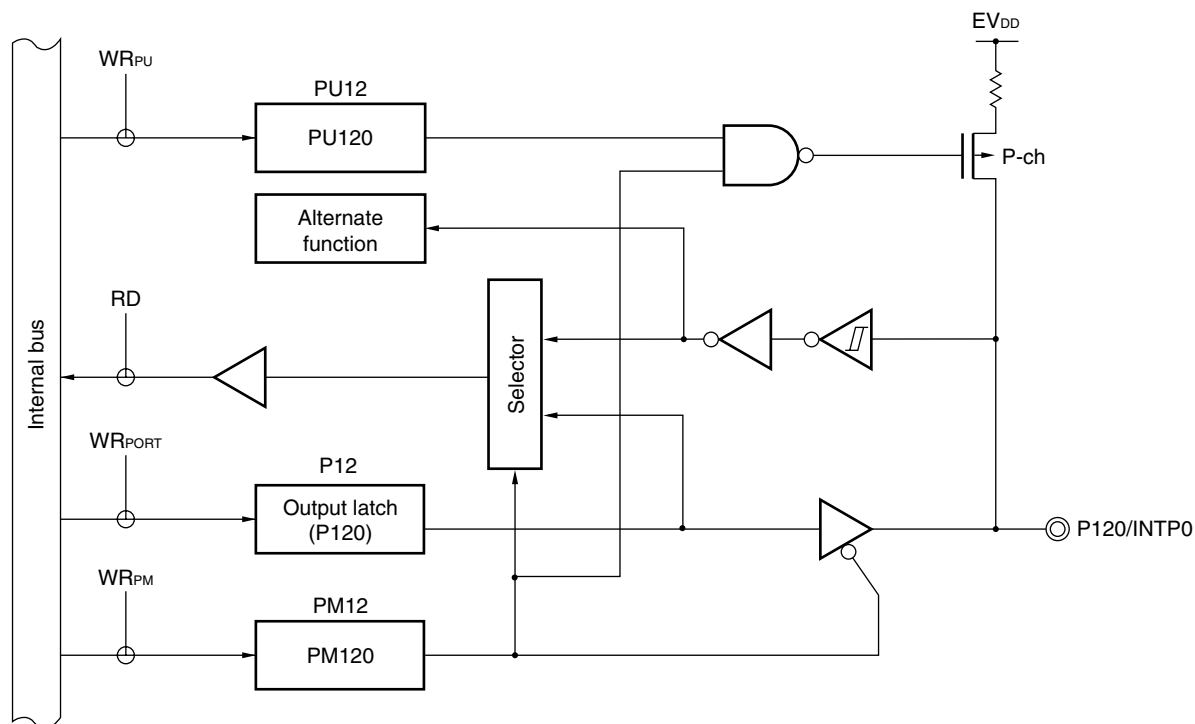 EVDD
WRPU
PU12
PU120
P-ch
Alternate
function
RD
Selector
Internal bus
WRPORT
P12
Output latch
(P120)
P120/INTP0
WRPM
PM12
PM120